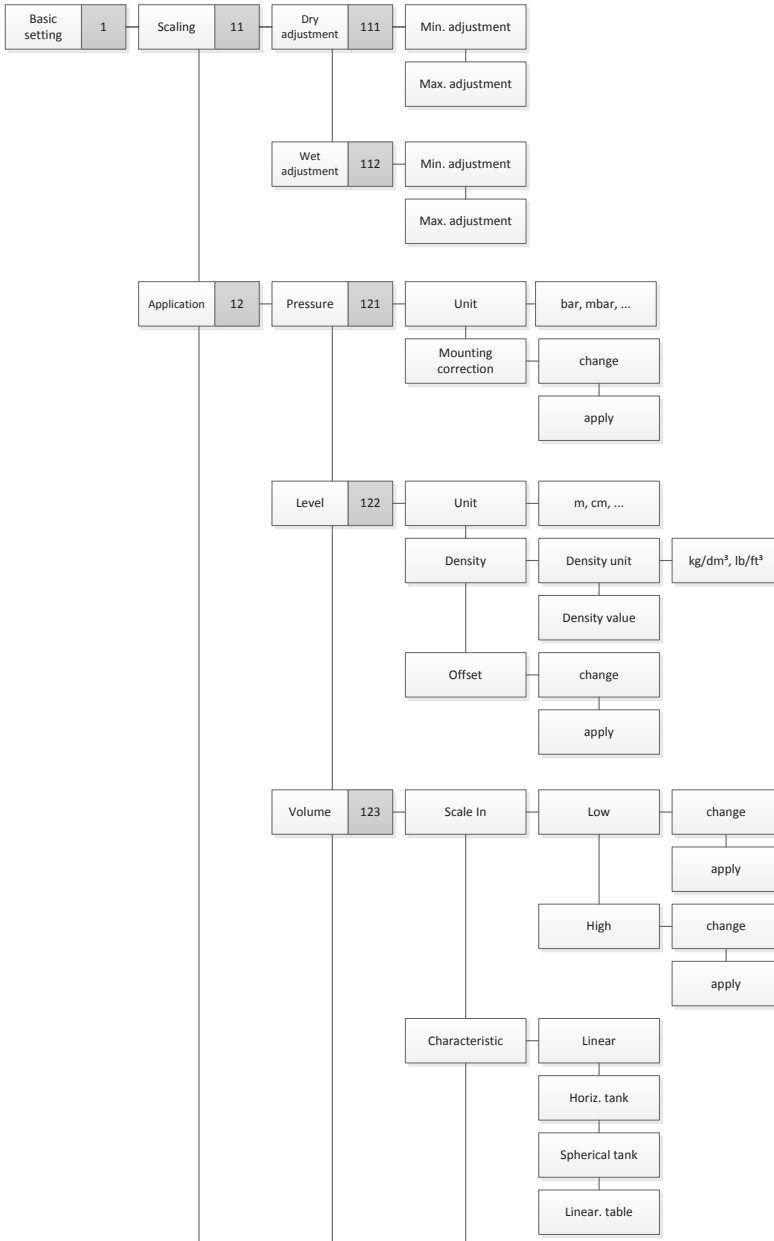 Basic
setting
1
Scaling
11
Dry
adjustment
111
Min. adjustment
Max. adjustment
Wet
adjustment
112
Min. adjustment
Max. adjustment
Application
12
Pressure
121
Unit
bar, mbar, ...
Mounting
correction
change
apply
Level
122
Unit
m, cm, ...
Density
Density unit
kg/dm³, lb/ft³
Density value
Offset
change
apply
Volume
123
Scale In
Low
change
apply
High
change
apply
Characteristic
Linear
Horiz. tank
Spherical tank
Linear. table